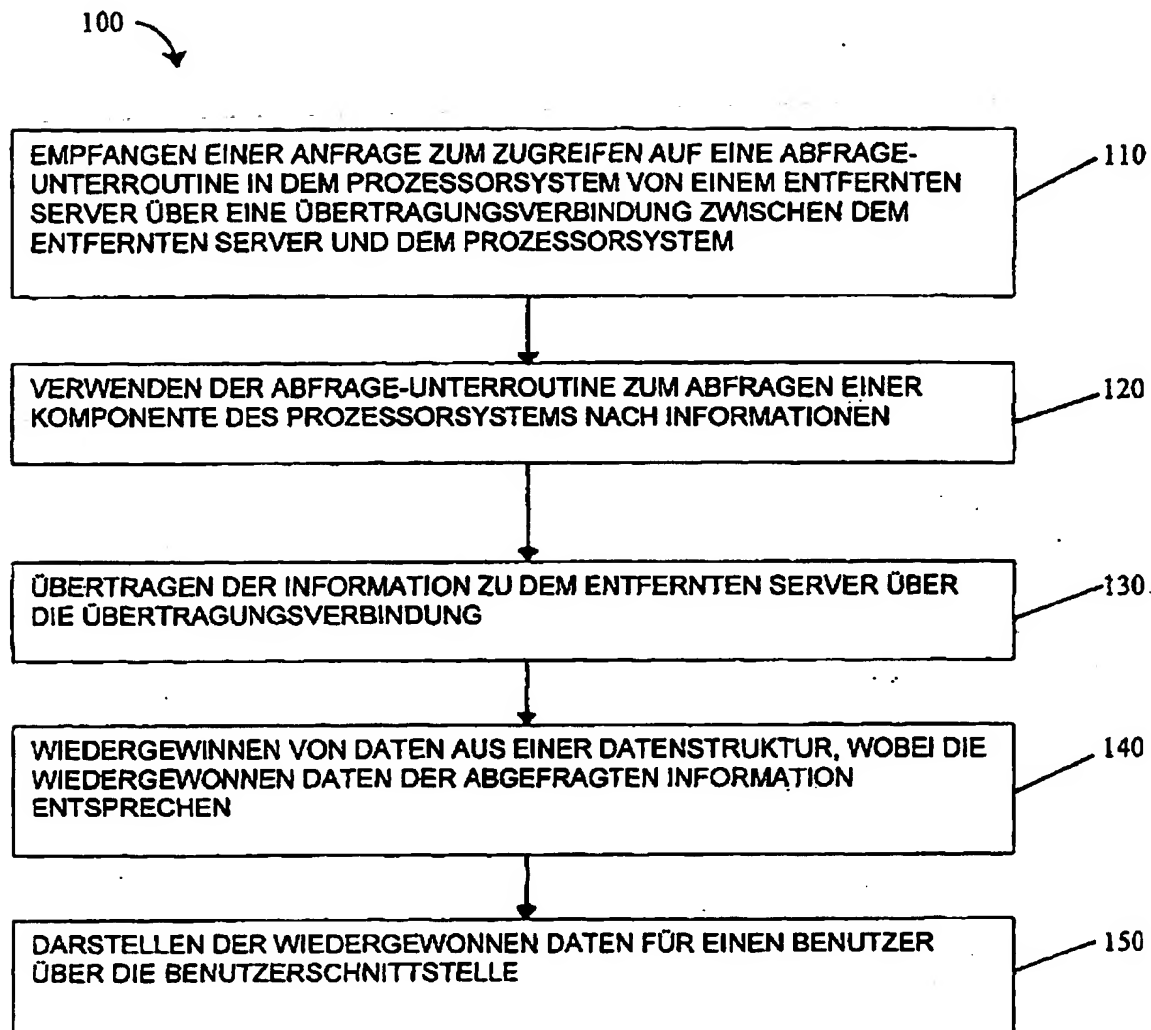 100
EMPFANGEN EINER ANFRAGE ZUM ZUGREIFEN AUF EINE ABFRAGE-
UNTERROUTINE IN DEM PROZESSORSYSTEM VON EINEM ENTFERNTEN
SERVER ÜBER EINE ÜBERTRAGUNGSVERBINDUNG ZWISCHEN DEM
ENTFERNTEN SERVER UND DEM PROZESSORSYSTEM
110
VERWENDEN DER ABFRAGE-UNTERROUTINE ZUM ABFRAGEN EINER
KOMPONENTE DES PROZESSORSYSTEMS NACH INFORMATIONEN
120
ÜBERTRAGEN DER INFORMATION ZU DEM ENTFERNTEN SERVER ÜBER
DIE ÜBERTRAGUNGSVERBINDUNG
130
WIEDERGEWINNEN VON DATEN AUS EINER DATENSTRUKTUR, WOBEI DIE
WIEDERGEWONNEN DATEN DER ABGEFRAGTEN INFORMATION
ENTSPRECHEN
140
DARSTELLEN DER WIEDERGEWONNEN DATEN FÜR EINEN BENUTZER
ÜBER DIE BENUTZERSCHNITTSTELLE
150